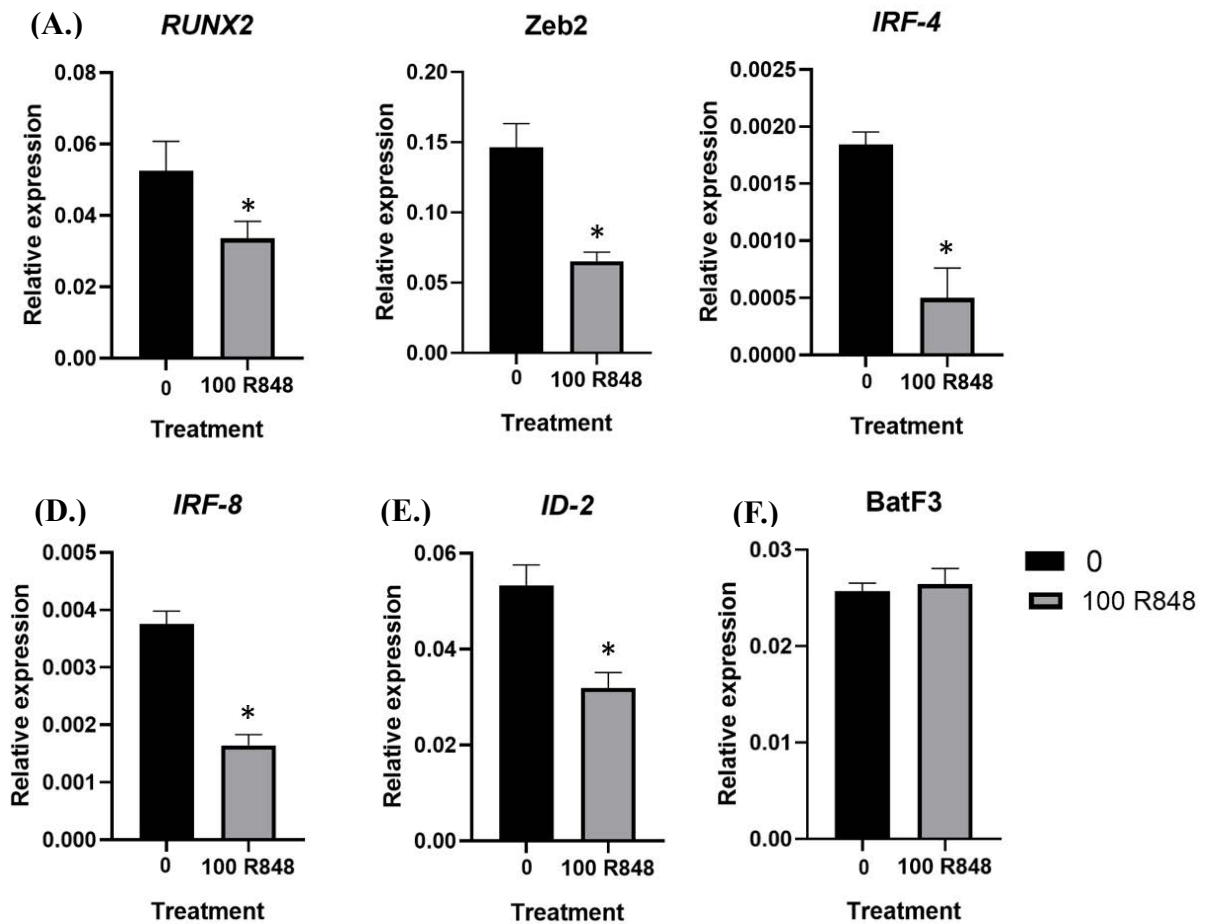 (A.) RUNX2
Relative expression
0.08
0.06
0.04
0.02
0.00
0 100 R848
Treatment
Zeb2
Relative expression
0.20
0.15
0.10
0.05
0.00
*
*
0 100 R848
Treatment
IRF-4
Relative expression
0.0025
0.0020
0.0015
0.0010
0.0005
0.0000
*
0 100 R848
Treatment
(D.) IRF-8
Relative expression
0.005
0.004
0.003
0.002
0.001
0.000
*
0 100 R848
Treatment
(E.) ID-2
Relative expression
0.06
0.04
0.02
0.00
*
0 100 R848
Treatment
(F.) BatF3
Relative expression
0.03
0.02
0.01
0.00
0 100 R848
Treatment
0
100 R848